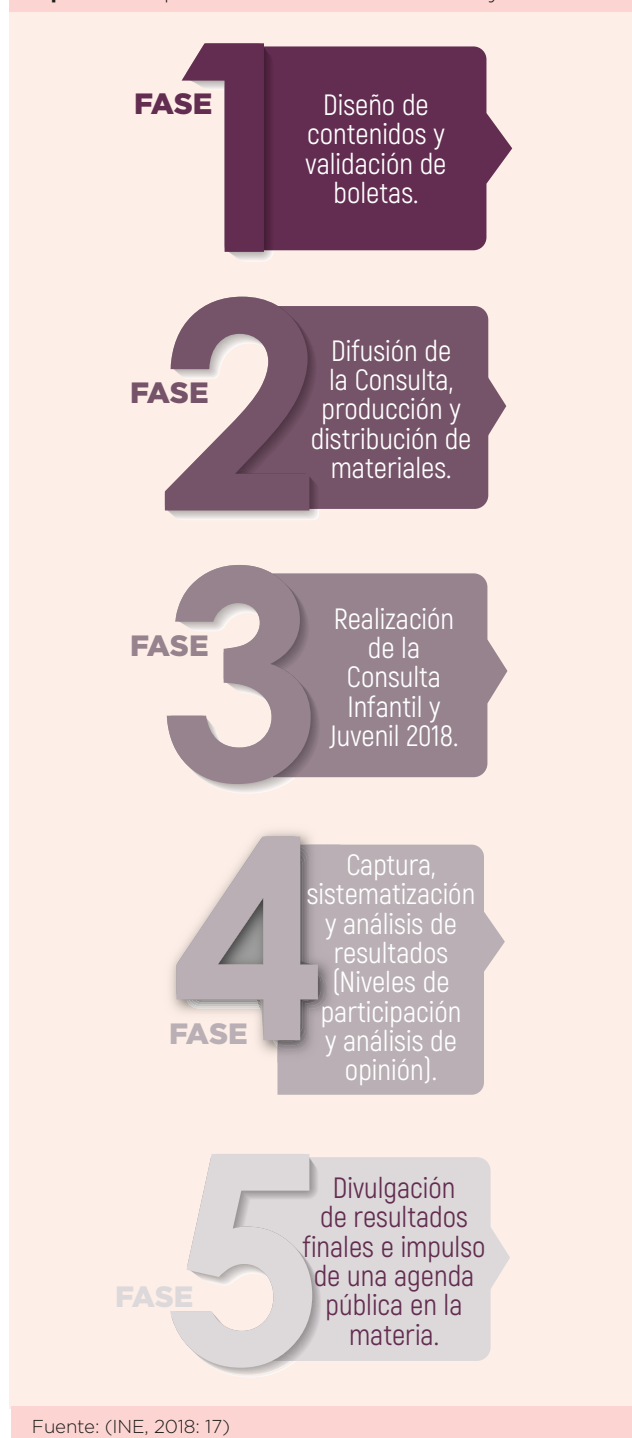 FASE
1
Diseño de
contenidos y
validación de
boletas.
FASE
2
Difusión de
la Consulta,
producción y
distribución de
materiales.
FASE
3
Realización
de la
Consulta
Infantil y
Juvenil 2018.
FASE
4
Captura,
sistematización
y análisis de
resultados
(Niveles de
participación
y análisis de
opinión).
FASE
5
Divulgación
de resultados
finales e impulso
de una agenda
pública en la
materia.
Fuente: (INE, 2018: 17)